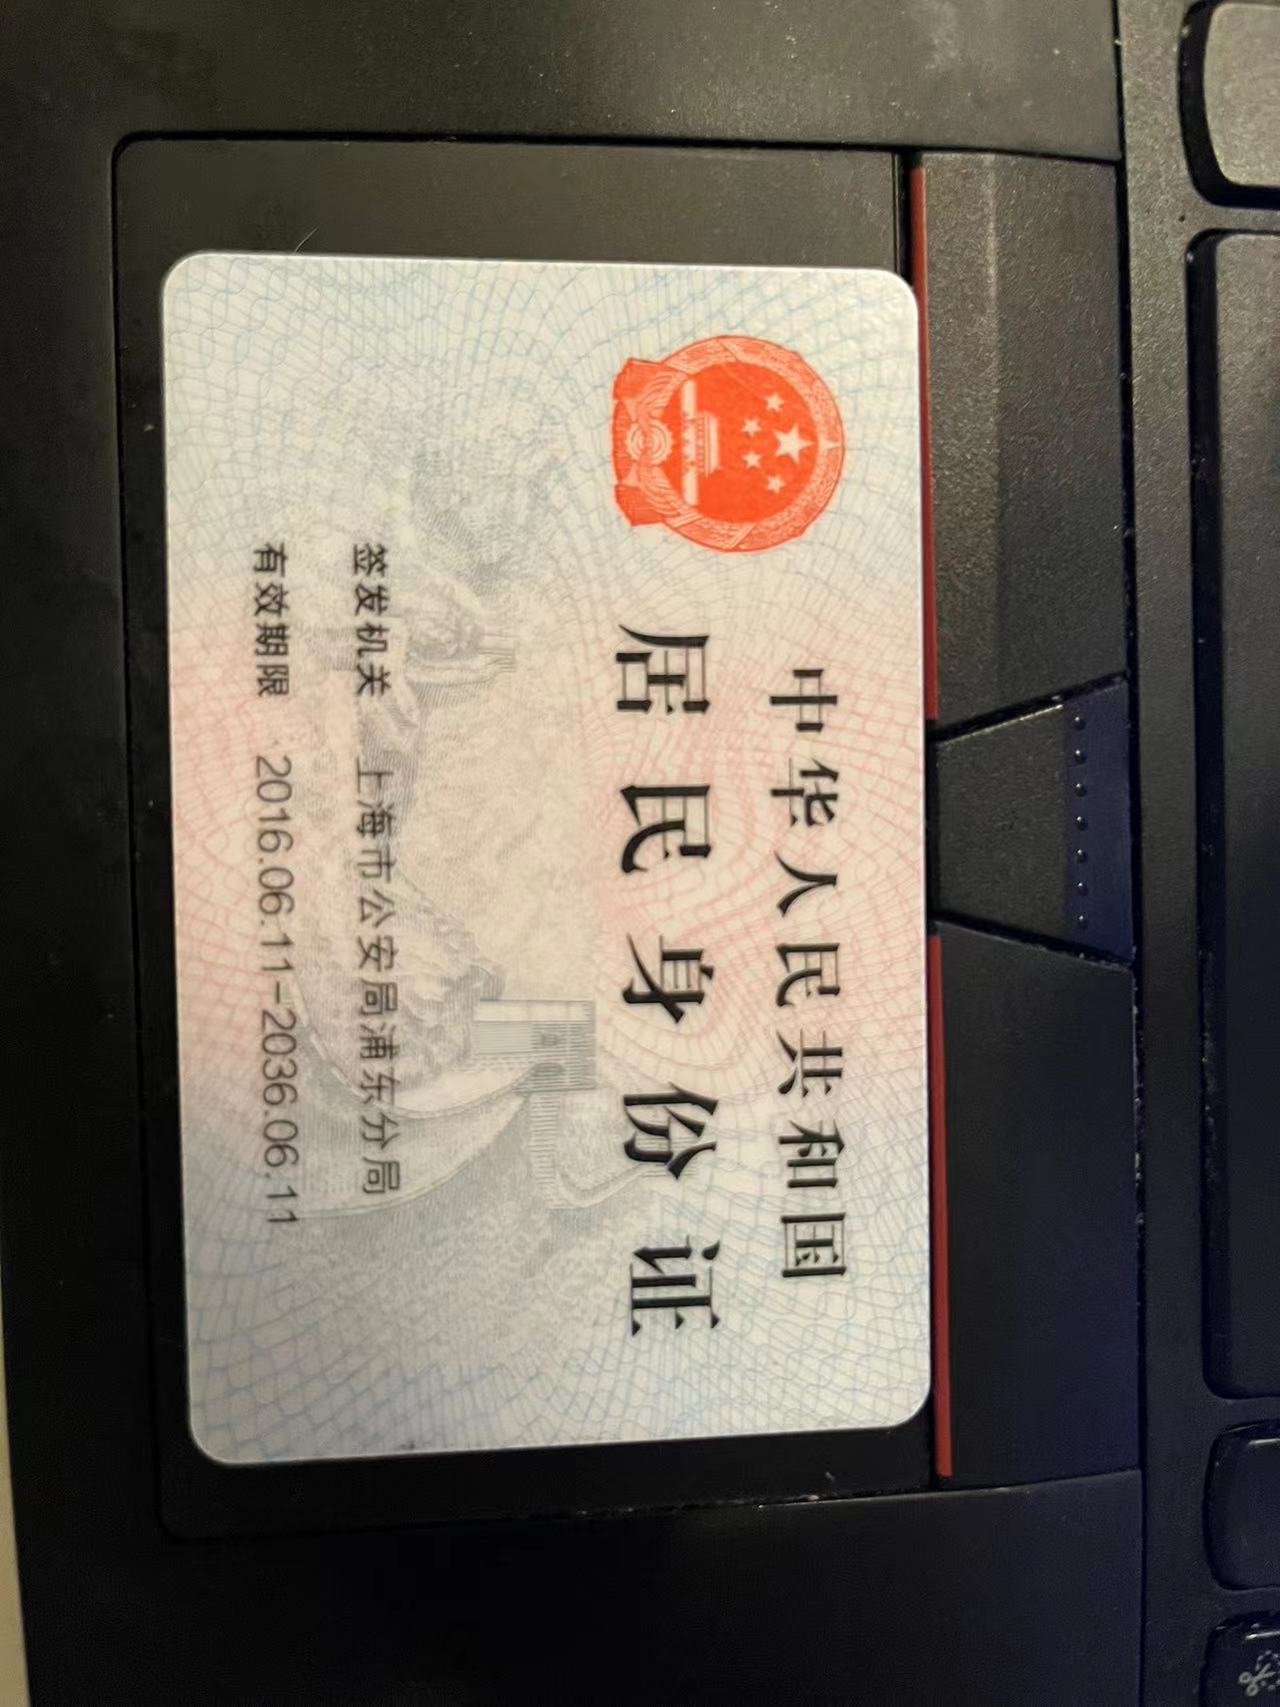 中华人民共和国
居民身份证
签发机关 上海市公安局浦东分局
有效期限 2016.06.11-2036.06.11